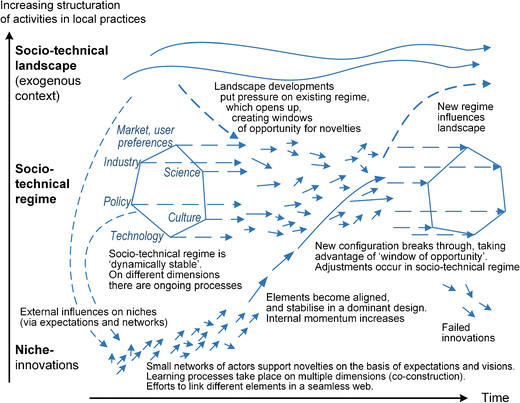 Increasing structuration
of activities in local practices
Socio-technical
landscape
(exogenous
context)
Landscape developments
put pressure on existing regime,
which opens up,
creating windows
of opportunity for novelties
New regime
influences
landscape
Market, user
preferences
Industry
Science
Socio-
technical
regime
Policy
Culture
Technology
Socio-technical regime is
‘dynamically stable’.
On different dimensions
there are ongoing processes
New configuration breaks through, taking
advantage of ‘window of opportunity’.
Adjustments occur in socio-technical regime
Elements become aligned,
and stabilise in a dominant design.
Internal momentum increases
External influences on niches
(via expectations and networks)
Failed
innovations
Niche-
innovations
Small networks of actors support novelties on the basis of expectations and visions.
Learning processes take place on multiple dimensions (co-construction).
Efforts to link different elements in a seamless web.
Time